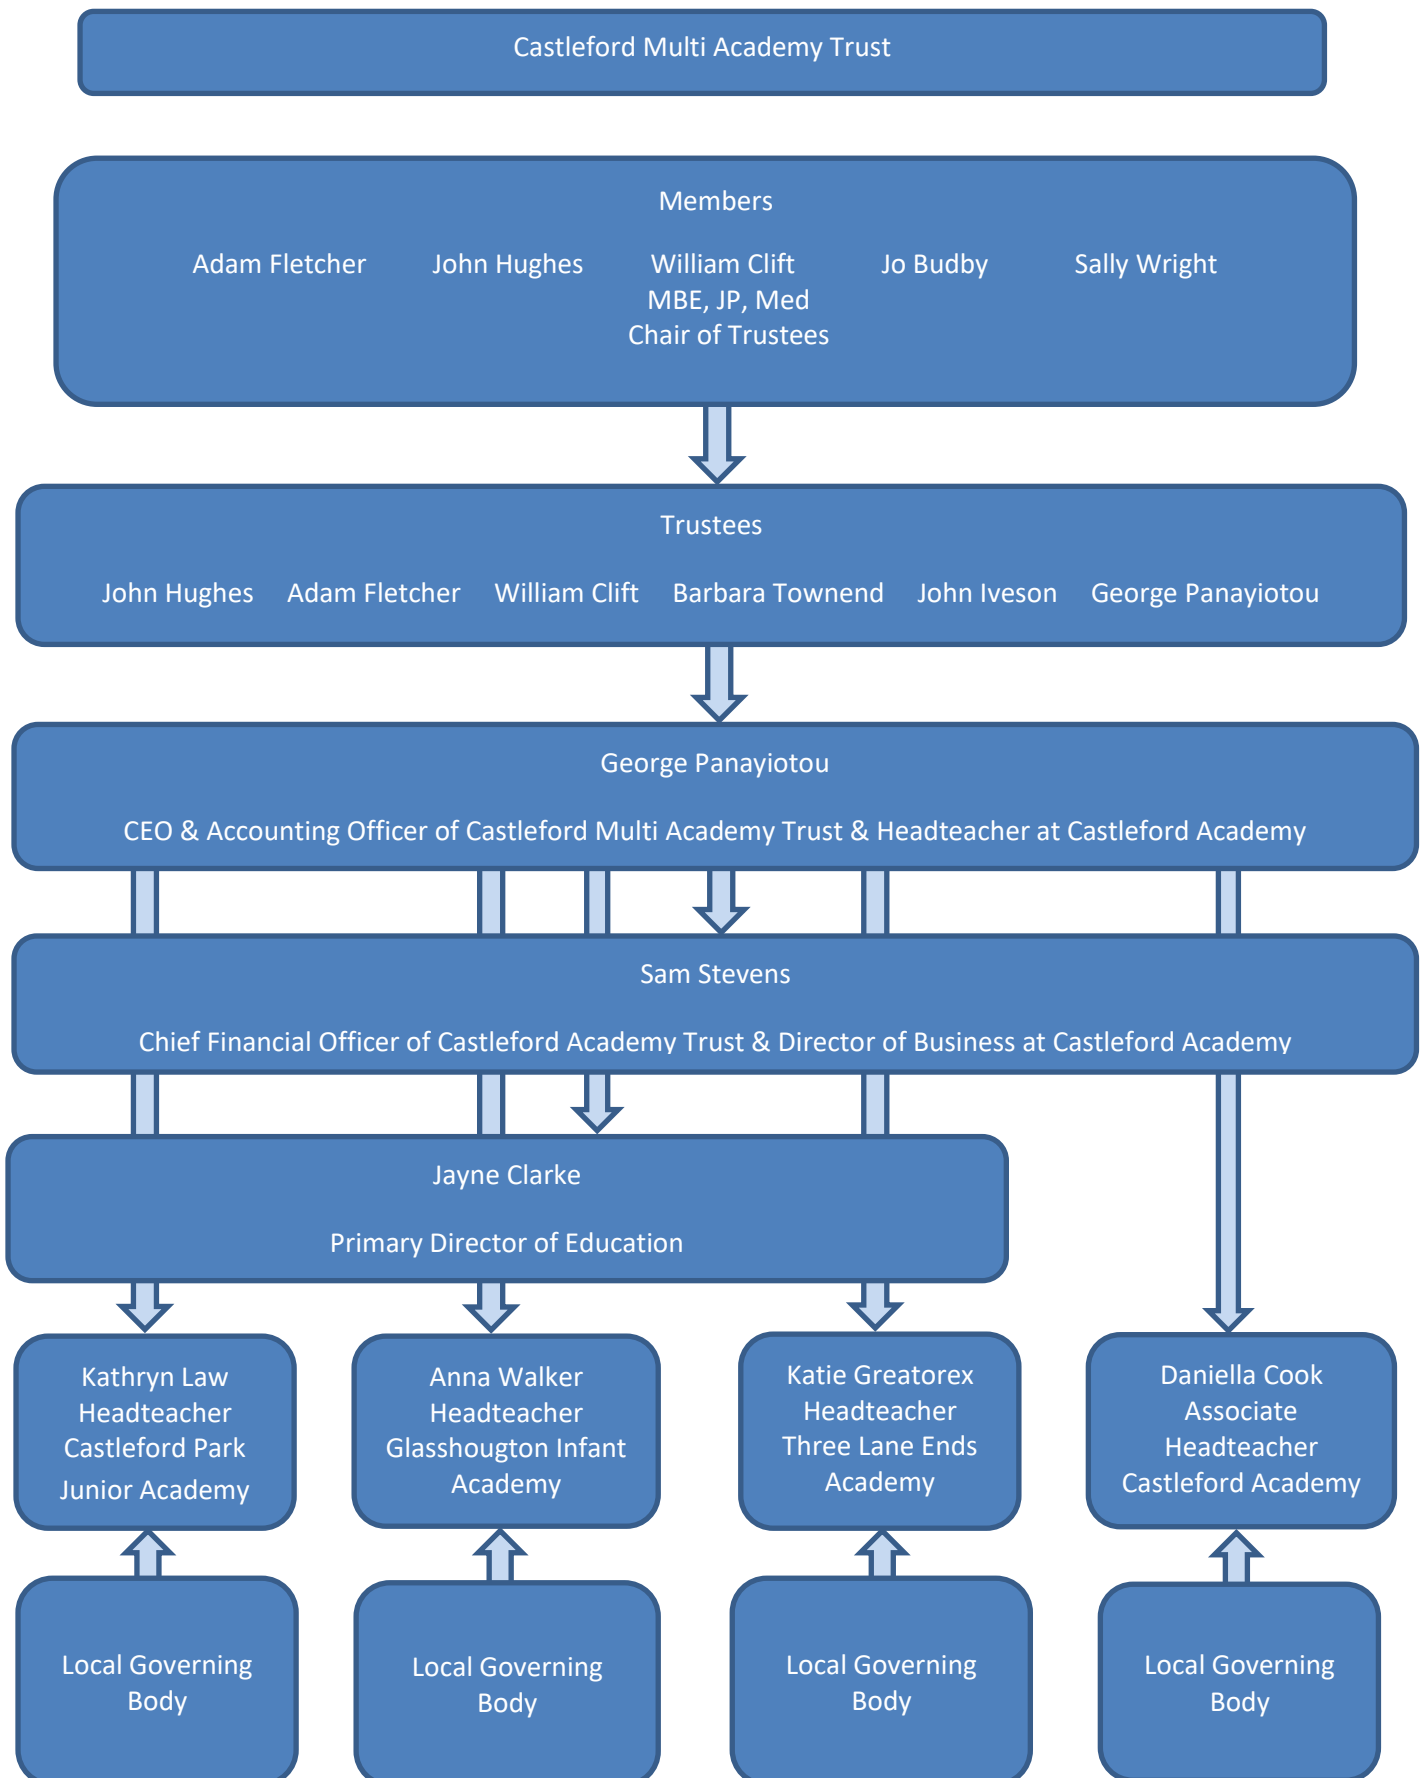 Castleford Multi Academy Trust
Members
Adam Fletcher John Hughes William Clift Jo Budby Sally Wright
MBE, JP, Med
Chair of Trustees
Trustees
John Hughes Adam Fletcher William Clift Barbara Townend John Iveson George Panayiotou
George Panayiotou
CEO & Accounting Officer of Castleford Multi Academy Trust & Headteacher at Castleford Academy
Sam Stevens
Chief Financial Officer of Castleford Academy Trust & Director of Business at Castleford Academy
Jayne Clarke
Primary Director of Education
Kathryn Law
Headteacher
Castleford Park
Junior Academy
Anna Walker
Headteacher
Glasshougton Infant
Academy
Katie Greatorex
Headteacher
Three Lane Ends
Academy
Daniella Cook
Associate
Headteacher
Castleford Academy
Local Governing
Body
Local Governing
Body
Local Governing
Body
Local Governing
Body